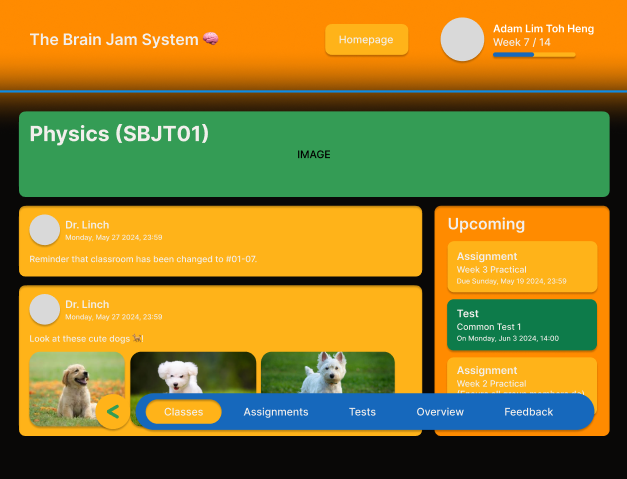 The Brain Jam System 🧠
Homepage
Adam Lim Toh Heng
Week 7 / 14
Physics (SBJT01)
IMAGE
Dr. Linch
Monday, May 27 2024, 23:59
Reminder that classroom has been changed to #01-07.
Dr. Linch
Monday, May 27 2024, 23:59
Look at these cute dogs 🐕!
Upcoming
Assignment
Week 3 Practical
Due Sunday, May 19 2024, 23:59
Test
Common Test 1
On Monday, Jun 3 2024, 14:00
Assignment
Week 2 Practical
<
Classes
Assignments
Tests
Overview
Feedback